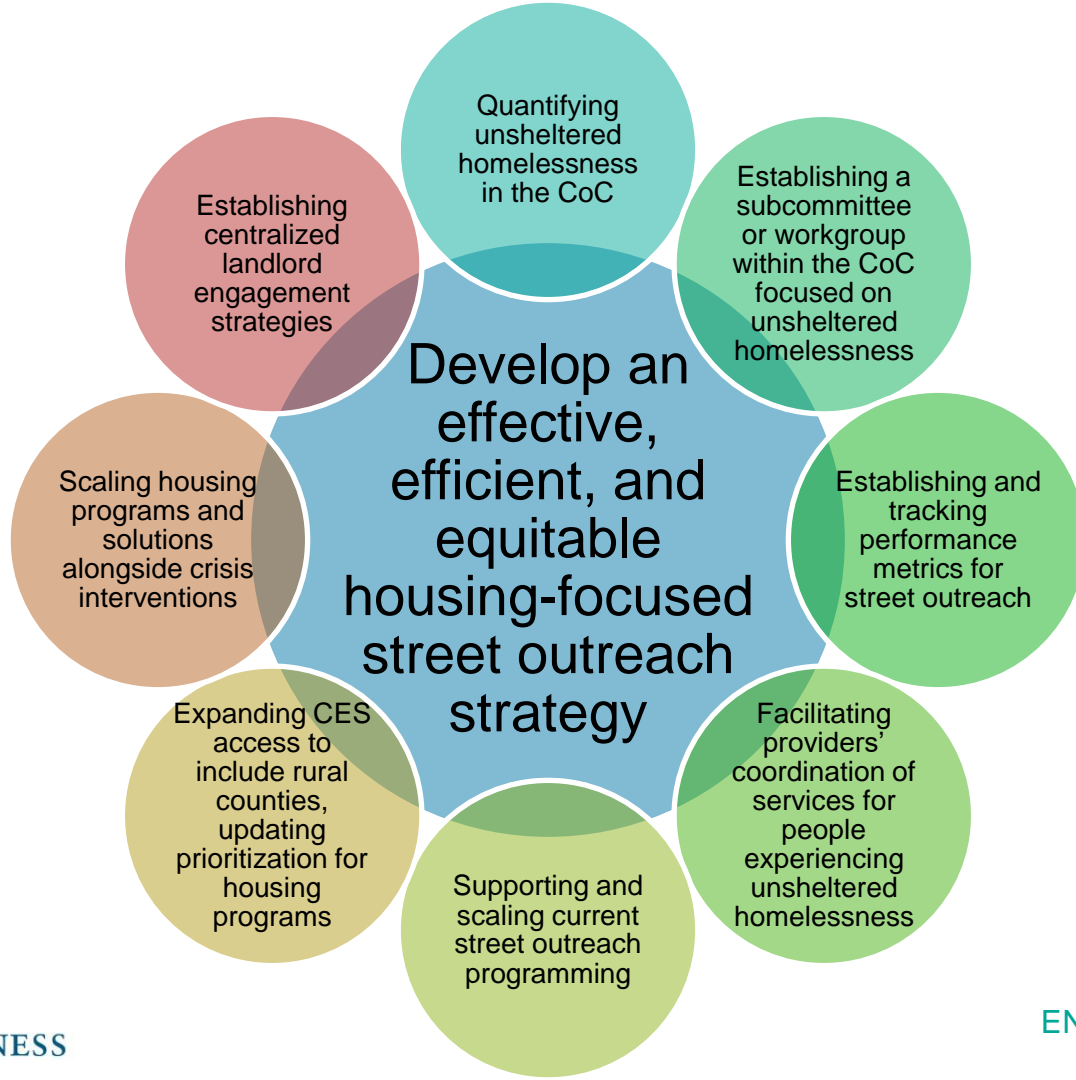 Quantifying
unsheltered
homelessness
in the CoC
Establishing a
subcommittee
or workgroup
within the CoC
focused on
unsheltered
homelessness
Establishing and
tracking
performance
metrics for
street outreach
Facilitating
providers’
coordination of
services for
people
experiencing
unsheltered
homelessness
Supporting and
scaling current
street outreach
programming
Expanding CES
access to
include rural
counties,
updating
prioritization for
housing
programs
Scaling housing
programs and
solutions
alongside crisis
interventions
Establishing
centralized
landlord
engagement
strategies
Develop an
effective,
efficient, and
equitable
housing-focused
street outreach
strategy
NESS
EN